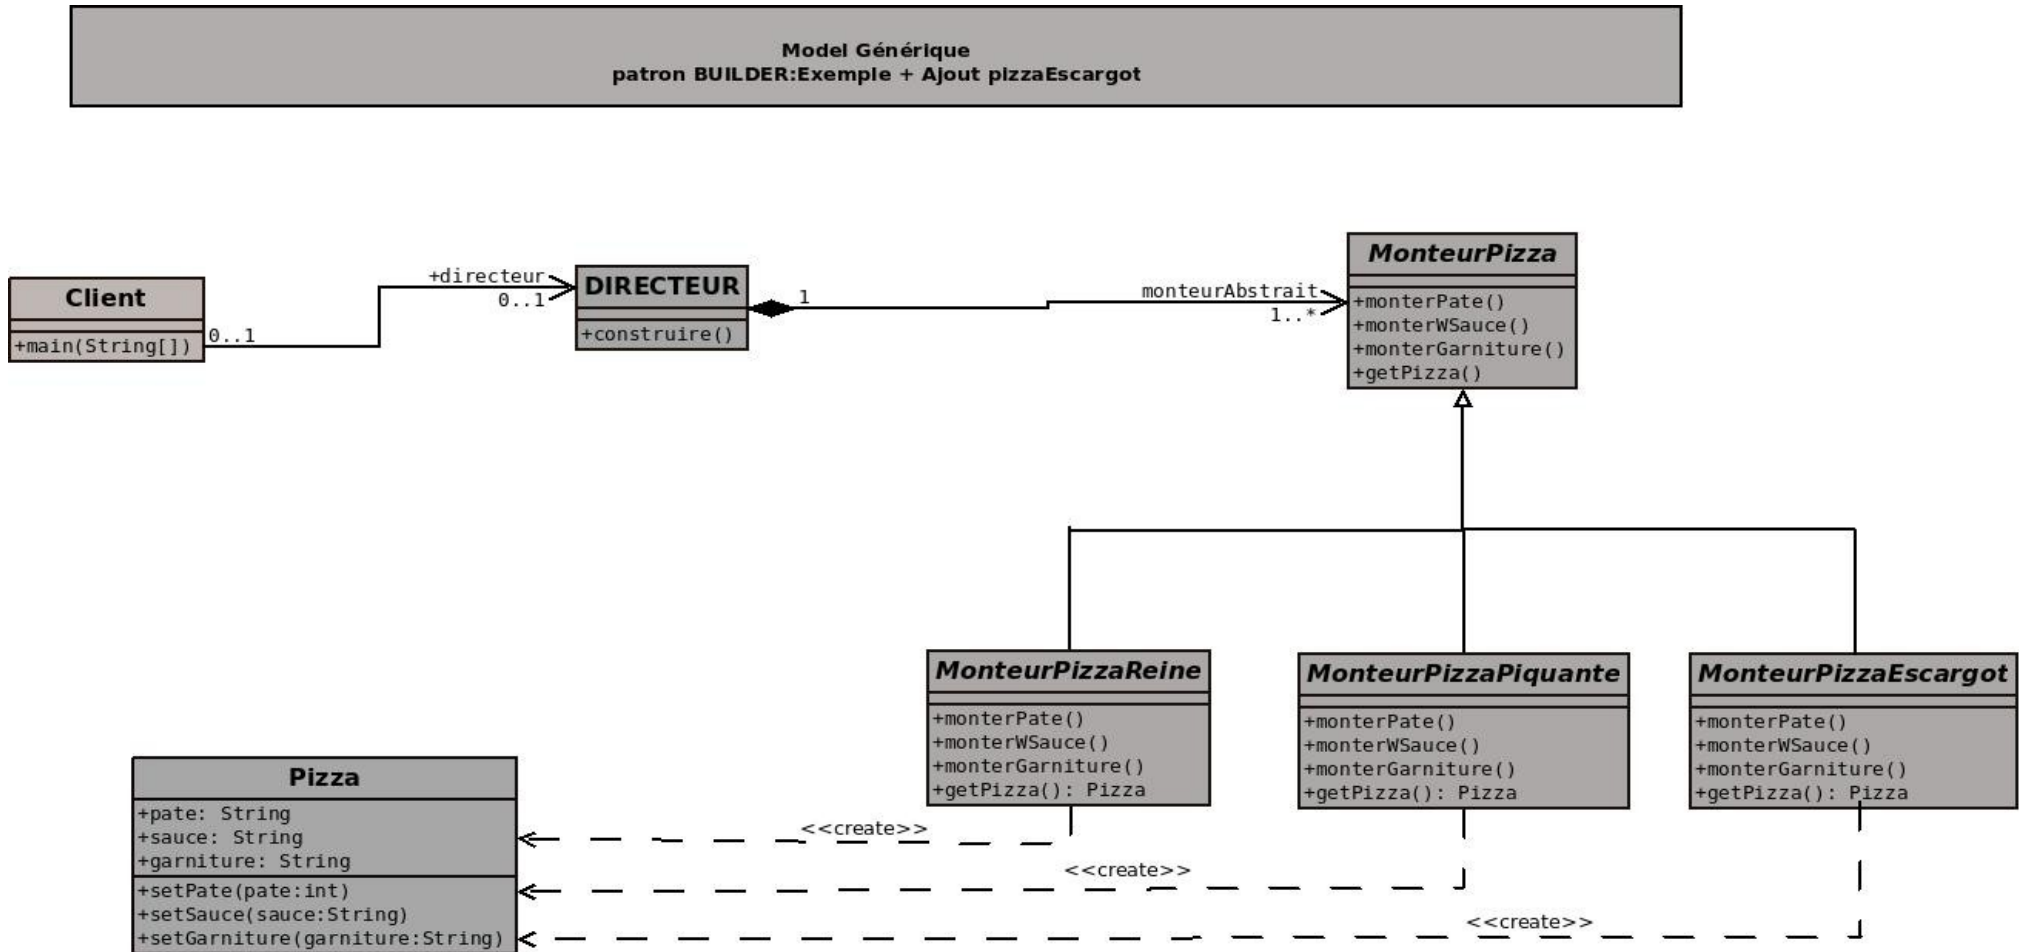 Model Générique
patron BUILDER:Exemple + Ajout pizzaEscargot
Client
+main(String[])
0..1
+directeur
0..1
DIRECTEUR
+construire()
1
monteurAbstrait
1..*
MonteurPizza
+monterPate()
+monterWSauce()
+monterGarniture()
+getPizza()
MonteurPizzaReine
+monterPate()
+monterWSauce()
+monterGarniture()
+getPizza(): Pizza
MonteurPizzaPiquante
+monterPate()
+monterWSauce()
+monterGarniture()
+getPizza(): Pizza
MonteurPizzaEscargot
+monterPate()
+monterWSauce()
+monterGarniture()
+getPizza(): Pizza
Pizza
+pate: String
+sauce: String
+garniture: String
+setPate(pate:int)
+setSauce(sauce:String)
+setGarniture(garniture:String)
<<create>>
<<create>>
<<create>>